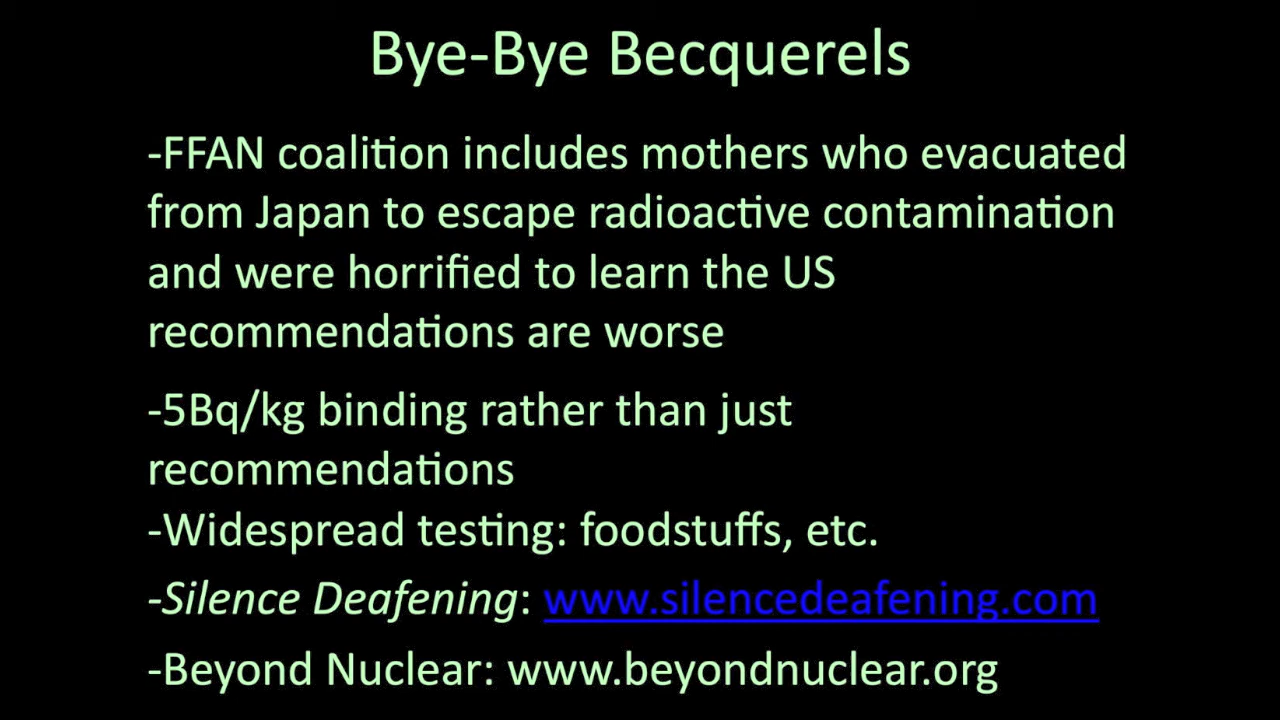 Bye-Bye Becquerels
-FFAN coalition includes mothers who evacuated
from Japan to escape radioactive contamination
and were horrified to learn the US
recommendations are worse
-5Bq/kg binding rather than just
recommendations
-Widespread testing: foodstuffs, etc.
-Silence Deafening: www.silencedeafening.com
-Beyond Nuclear: www.beyondnuclear.org